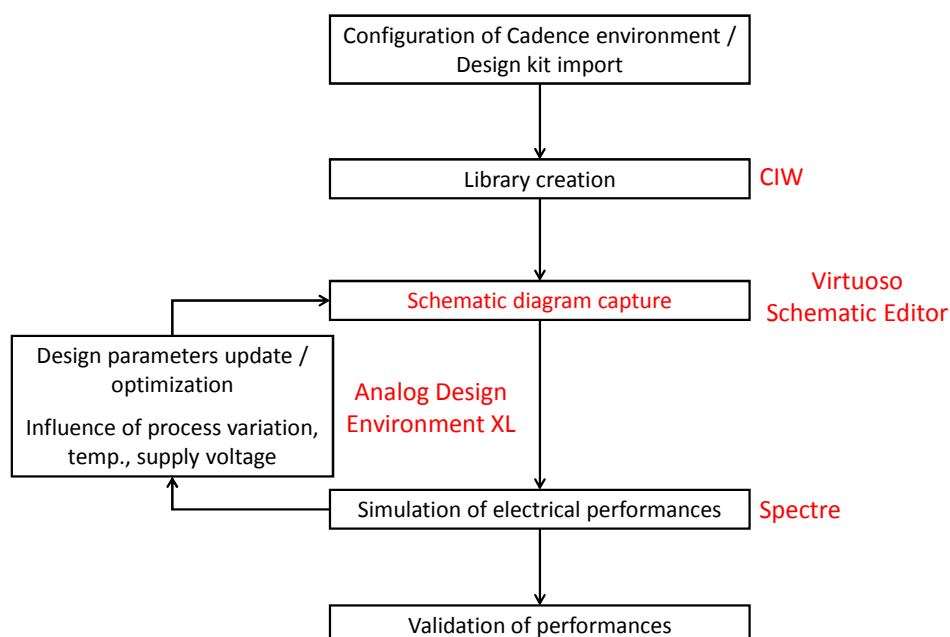 Configuration of Cadence environment /
Design kit import
Library creation
CIW
Schematic diagram capture
Virtuoso
Schematic Editor
Design parameters update /
optimization
Influence of process variation,
temp., supply voltage
Analog Design
Environment XL
Simulation of electrical performances
Spectre
Validation of performances